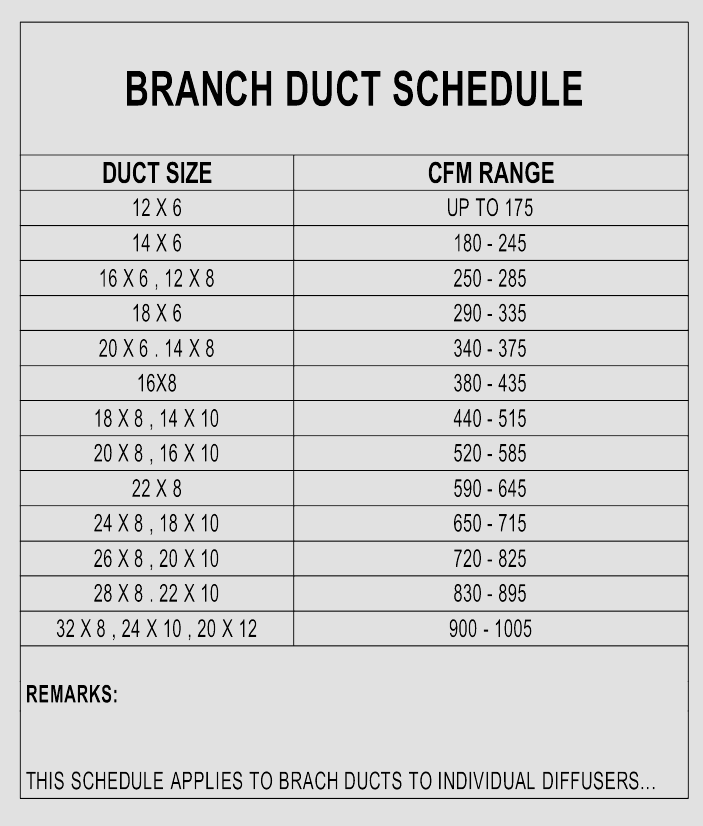 BRANCH DUCT SCHEDULE
DUCT SIZE CFM RANGE
12 X 6 UP TO 175
14 X 6 180 - 245
16 X 6 , 12 X 8 250 - 285
18 X 6 290 - 335
20 X 6 . 14 X 8 340 - 375
16X8 380 - 435
18 X 8 , 14 X 10 440 - 515
20 X 8 , 16 X 10 520 - 585
22 X 8 590 - 645
24 X 8 , 18 X 10 650 - 715
26 X 8 , 20 X 10 720 - 825
28 X 8 . 22 X 10 830 - 895
32 X 8 , 24 X 10 , 20 X 12 900 - 1005
REMARKS:
THIS SCHEDULE APPLIES TO BRACH DUCTS TO INDIVIDUAL DIFFUSERS...